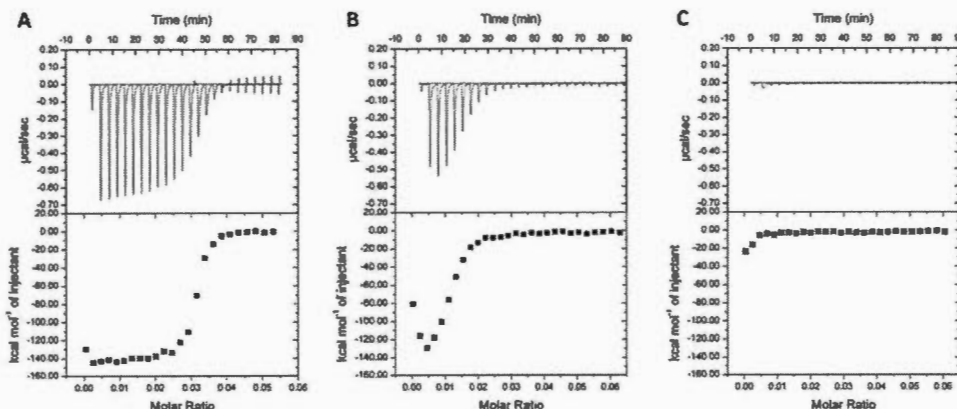 A
Time (min)
-10 0 10 20 30 40 50 60 70 80 90
0.20
0.10
0.00
-0.10
-0.20
-0.30
-0.40
-0.50
-0.60
-0.70
µcal/sec
20.00
0.00
-20.00
-40.00
-60.00
-80.00
-100.00
-120.00
-140.00
-160.00
kcal mol⁻¹ of injectant
0.00 0.01 0.02 0.03 0.04 0.05 0.06
Molar Ratio
B
Time (min)
-10 0 10 20 30 40 50 60 70 80 90
0.20
0.10
0.00
-0.10
-0.20
-0.30
-0.40
-0.50
-0.60
-0.70
µcal/sec
20.00
0.00
-20.00
-40.00
-60.00
-80.00
-100.00
-120.00
-140.00
-160.00
kcal mol⁻¹ of injectant
0.00 0.01 0.02 0.03 0.04 0.05 0.06
Molar Ratio
C
Time (min)
-10 0 10 20 30 40 50 60 70 80 90
0.20
0.10
0.00
-0.10
-0.20
-0.30
-0.40
-0.50
-0.60
-0.70
µcal/sec
20.00
0.00
-20.00
-40.00
-60.00
-80.00
-100.00
-120.00
-140.00
-160.00
kcal mol⁻¹ of injectant
0.00 0.01 0.02 0.03 0.04 0.05 0.06
Molar Ratio